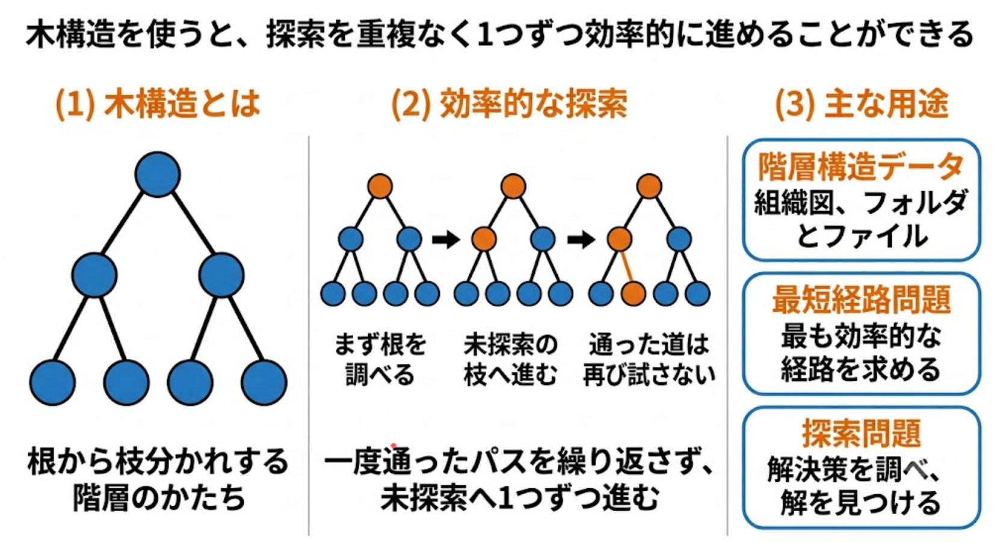 木構造を使うと、探索を重複なく1つずつ効率的に進めることができる
(1) 木構造とは
根から枝分かれする
階層のかたち
(2) 効率的な探索
まず根を
調べる
未探索の
枝へ進む
通った道は
再び試さない
一度通ったパスを繰り返さず、
未探索へ1つずつ進む
(3) 主な用途
階層構造データ
組織図、フォルダ
とファイル
最短経路問題
最も効率的な
経路を求める
探索問題
解決策を調べ、
解を見つける